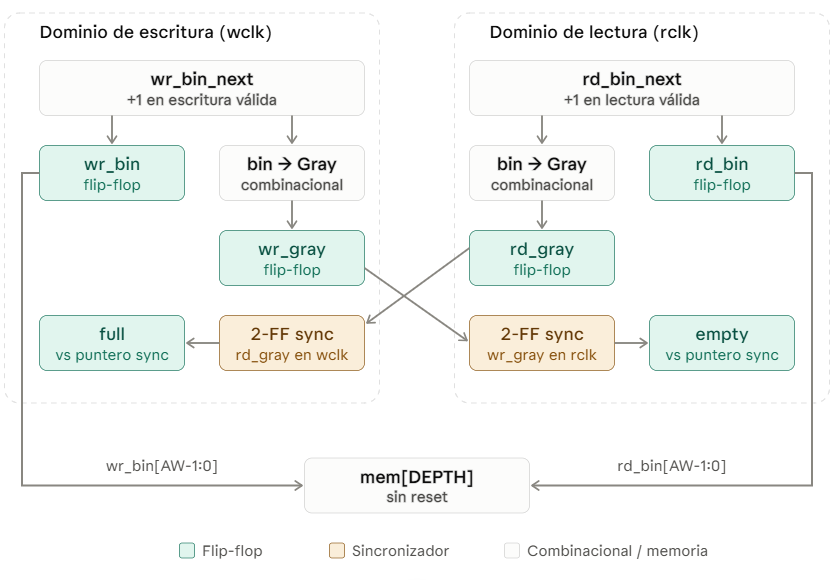 Dominio de escritura (wclk)
Dominio de lectura (rclk)
wr_bin_next
+1 en escritura válida
rd_bin_next
+1 en lectura válida
wr_bin
flip-flop
bin → Gray
combinacional
bin → Gray
combinacional
rd_bin
flip-flop
wr_gray
flip-flop
rd_gray
flip-flop
full
vs puntero sync
2-FF sync
rd_gray en wclk
2-FF sync
wr_gray en rclk
empty
vs puntero sync
wr_bin[AW-1:0]
rd_bin[AW-1:0]
mem[DEPTH]
sin reset
Flip-flop
Sincronizador
Combinacional / memoria